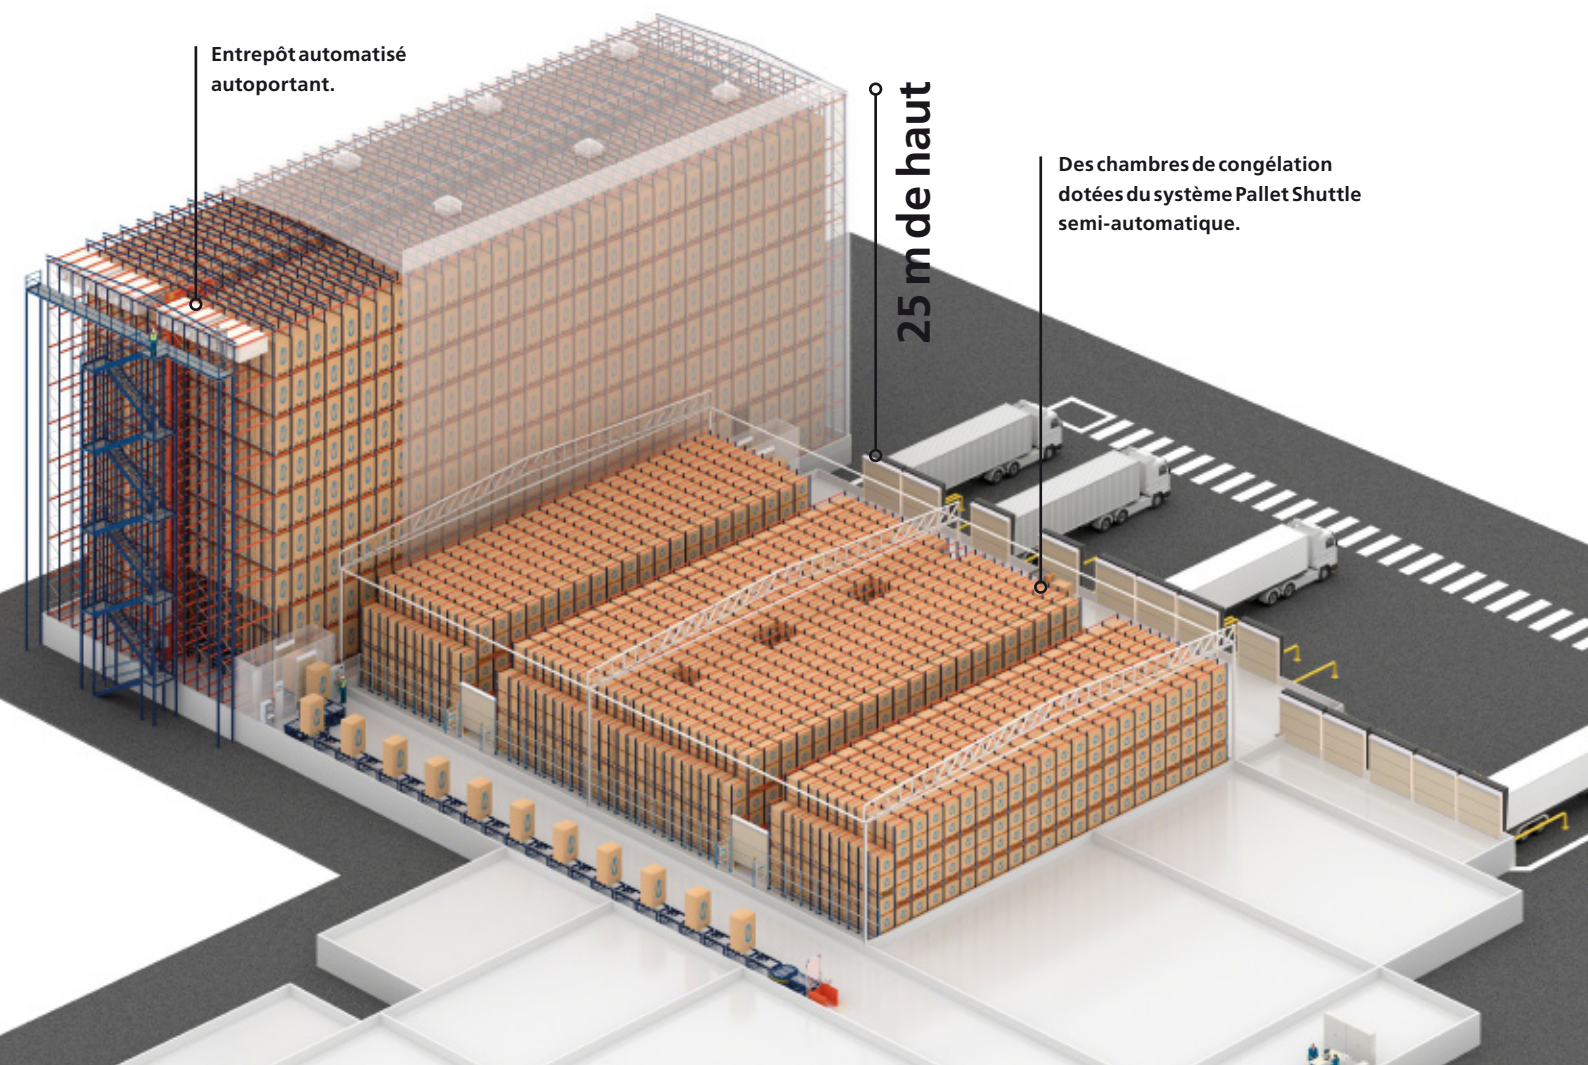 Entrepôt automatisé
autoportant.
25 m de haut
Des chambres de congélation
dotées du système Pallet Shuttle
semi-automatique.